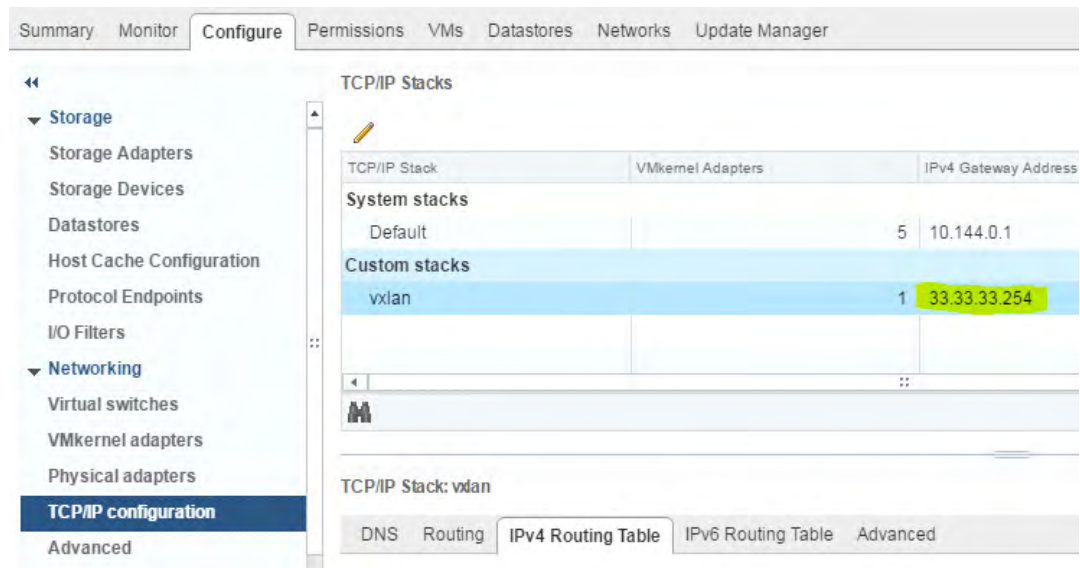 Summary Monitor Configure Permissions VMs Datastores Networks Update Manager
Storage
Storage Adapters
Storage Devices
Datastores
Host Cache Configuration
Protocol Endpoints
I/O Filters
Networking
Virtual switches
VMkernel adapters
Physical adapters
TCP/IP configuration
Advanced
TCP/IP Stacks
TCP/IP Stack VMkernel Adapters IPv4 Gateway Address
System stacks
Default 5 10.144.0.1
Custom stacks
vxlan 1 33.33.33.254
TCP/IP Stack: vxlan
DNS Routing IPv4 Routing Table IPv6 Routing Table Advanced